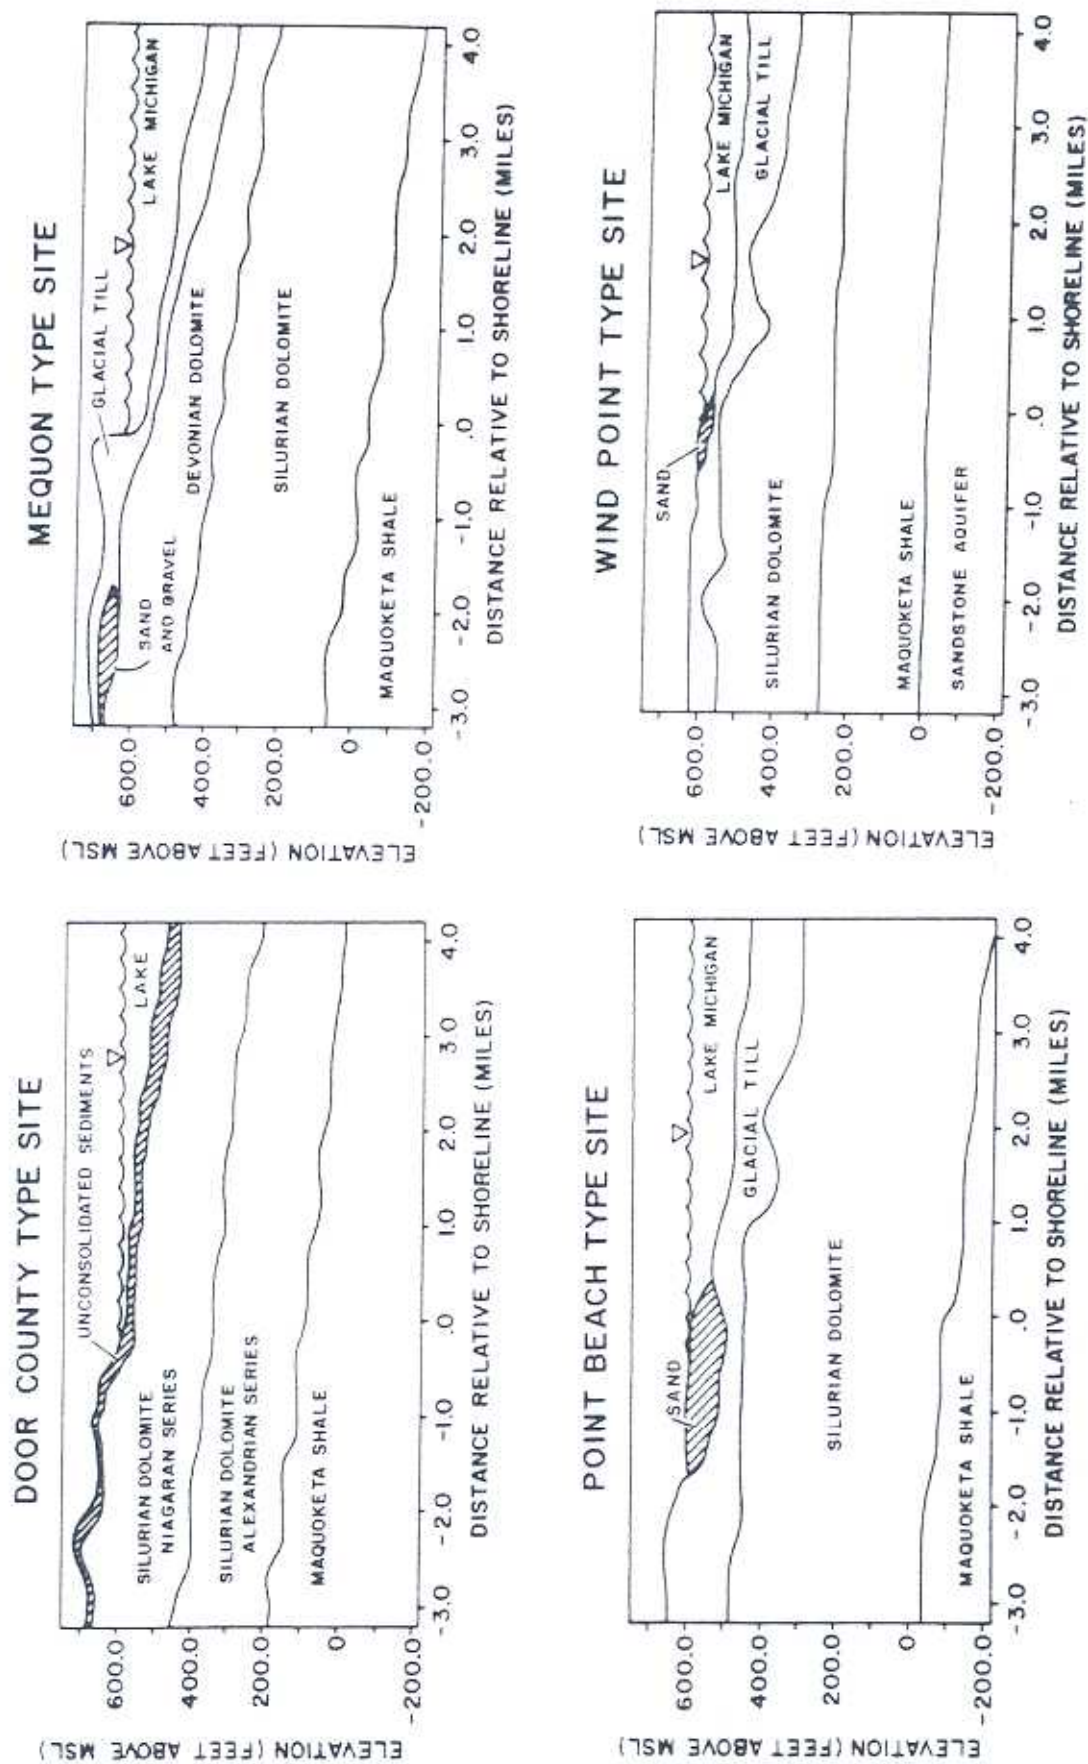 DOOR COUNTY TYPE SITE
UNCONSOLIDATED SEDIMENTS
LAKE
SILURIAN DOLOMITE
NIAGARAN SERIES
SILURIAN DOLOMITE
ALEXANDRIAN SERIES
MAQUOKETA SHALE
600.0
400.0
200.0
0
-200.0
ELEVATION (FEET ABOVE MSL)
-3.0 -2.0 -1.0 .0 1.0 2.0 3.0 4.0
DISTANCE RELATIVE TO SHORELINE (MILES)
MEQUON TYPE SITE
GLACIAL TILL
LAKE MICHIGAN
SAND
AND GRAVEL
DEVONIAN DOLOMITE
SILURIAN DOLOMITE
MAQUOKETA SHALE
600.0
400.0
200.0
0
-200.0
ELEVATION (FEET ABOVE MSL)
-3.0 -2.0 -1.0 .0 1.0 2.0 3.0 4.0
DISTANCE RELATIVE TO SHORELINE (MILES)
POINT BEACH TYPE SITE
SAND
LAKE MICHIGAN
GLACIAL TILL
SILURIAN DOLOMITE
MAQUOKETA SHALE
600.0
400.0
200.0
0
-200.0
ELEVATION (FEET ABOVE MSL)
-3.0 -2.0 -1.0 .0 1.0 2.0 3.0 4.0
DISTANCE RELATIVE TO SHORELINE (MILES)
WIND POINT TYPE SITE
SAND
LAKE MICHIGAN
GLACIAL TILL
SILURIAN DOLOMITE
MAQUOKETA SHALE
SANDSTONE AQUIFER
600.0
400.0
200.0
0
-200.0
ELEVATION (FEET ABOVE MSL)
-3.0 -2.0 -1.0 .0 1.0 2.0 3.0 4.0
DISTANCE RELATIVE TO SHORELINE (MILES)